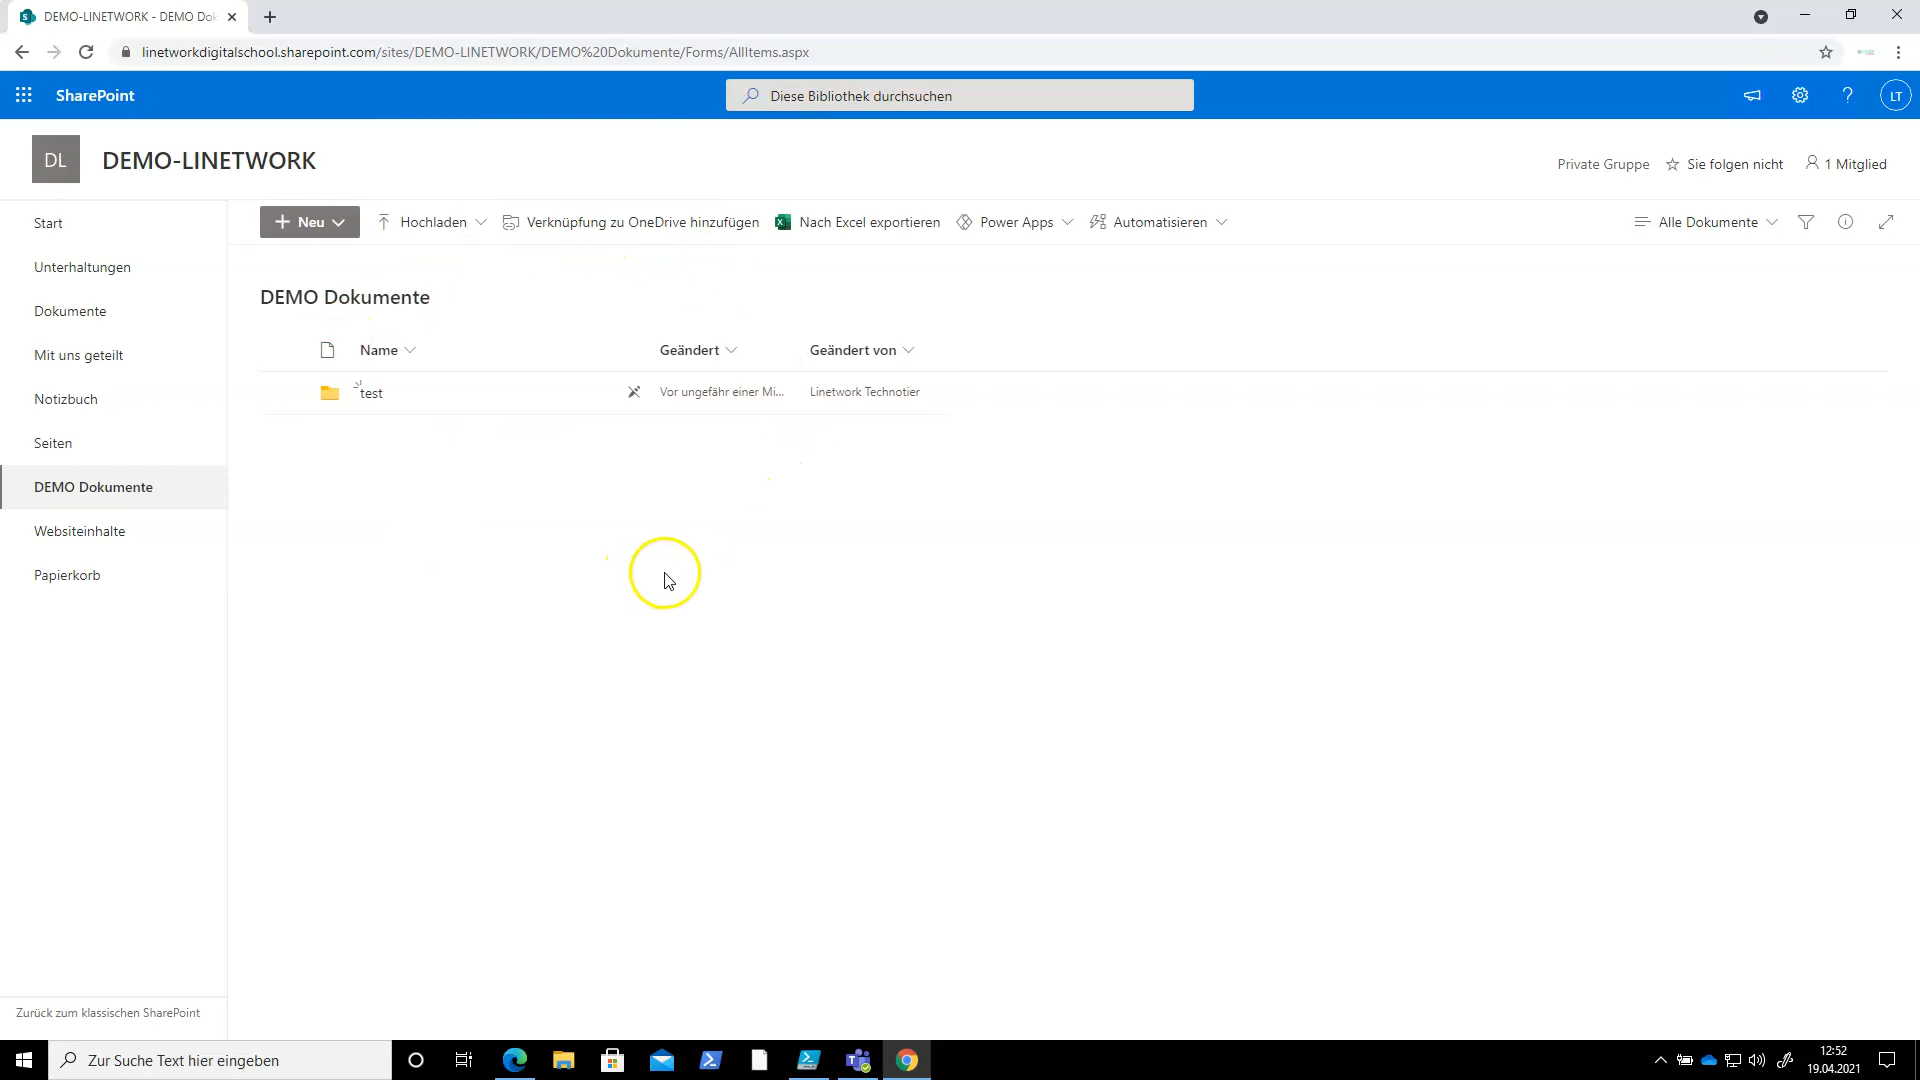 DEMO-LINETWORK - DEMO Dok
linetworkdigitalschool.sharepoint.com/sites/DEMO-LINETWORK/DEMO%20Dokumente/Forms/AllItems.aspx
SharePoint
Diese Bibliothek durchsuchen
LT
DL
DEMO-LINETWORK
Private Gruppe
Sie folgen nicht
1 Mitglied
Start
Unterhaltungen
Dokumente
Mit uns geteilt
Notizbuch
Seiten
DEMO Dokumente
Websiteinhalte
Papierkorb
Zurück zum klassischen SharePoint
Neu
Hochladen
Verknüpfung zu OneDrive hinzufügen
Nach Excel exportieren
Power Apps
Automatisieren
Alle Dokumente
DEMO Dokumente
Name
Geändert
Geändert von
test
Vor ungefähr einer Mi...
Linetwork Technotier
Zur Suche Text hier eingeben
12:52
19.04.2021